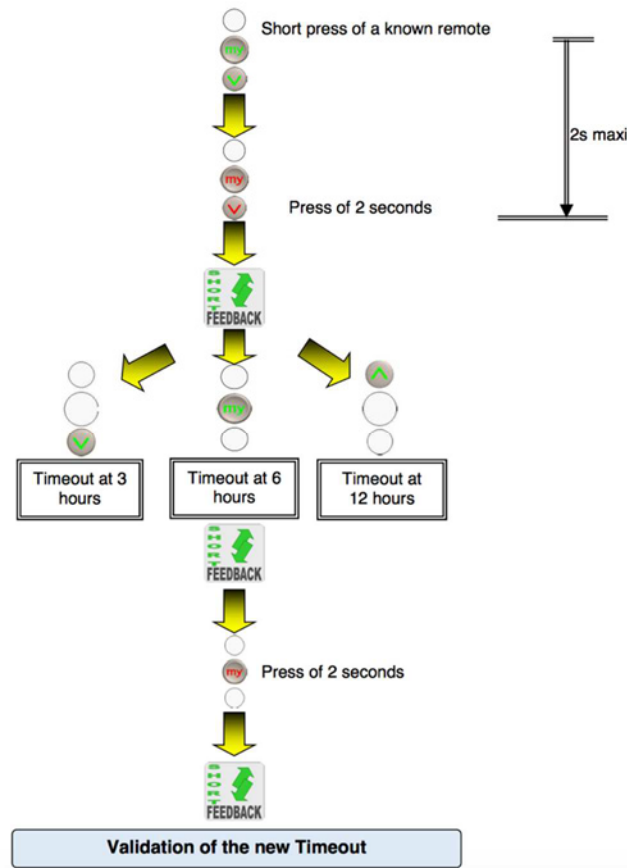 Short press of a known remote
my
2s maxi
my
Press of 2 seconds
SHORT
FEEDBACK
my
Timeout at 3
hours
Timeout at 6
hours
Timeout at
12 hours
SHORT
FEEDBACK
my
Press of 2 seconds
SHORT
FEEDBACK
Validation of the new Timeout